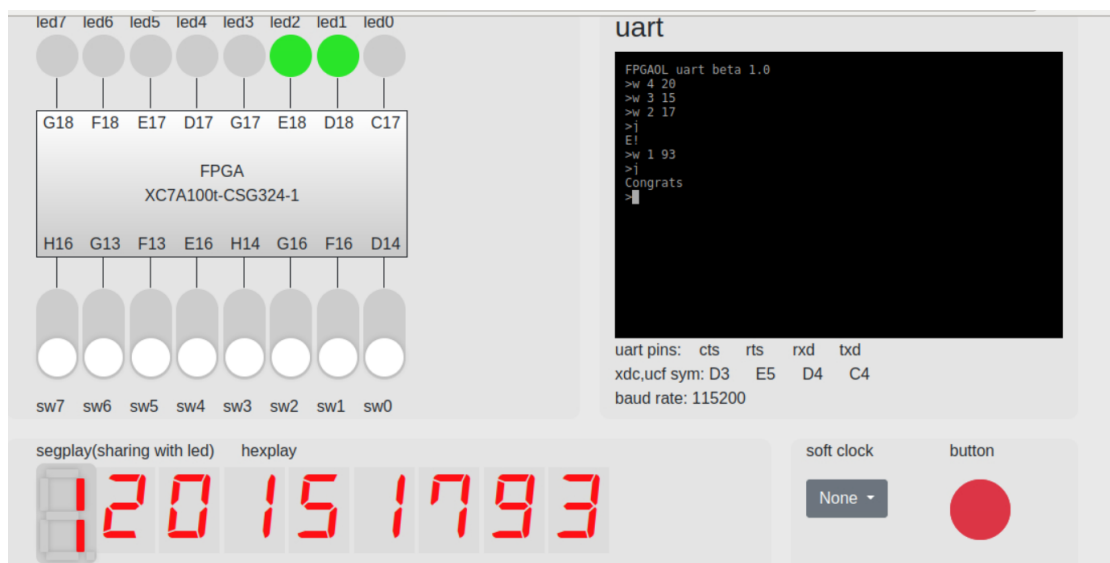 led7 led6 led5 led4 led3 led2 led1 led0
G18 F18 E17 D17 G17 E18 D18 C17
FPGA
XC7A100t-CSG324-1
H16 G13 F13 E16 H14 G16 F16 D14
sw7 sw6 sw5 sw4 sw3 sw2 sw1 sw0
uart
FPGAOL uart beta 1.0
>w 4 20
>w 3 15
>w 2 17
>j
E!
>w 1 93
>j
Congrats
>
uart pins: cts rts rxd txd
xdc,ucf sym: D3 E5 D4 C4
baud rate: 115200
segplay(sharing with led) hexplay
1 20151793
soft clock button
None